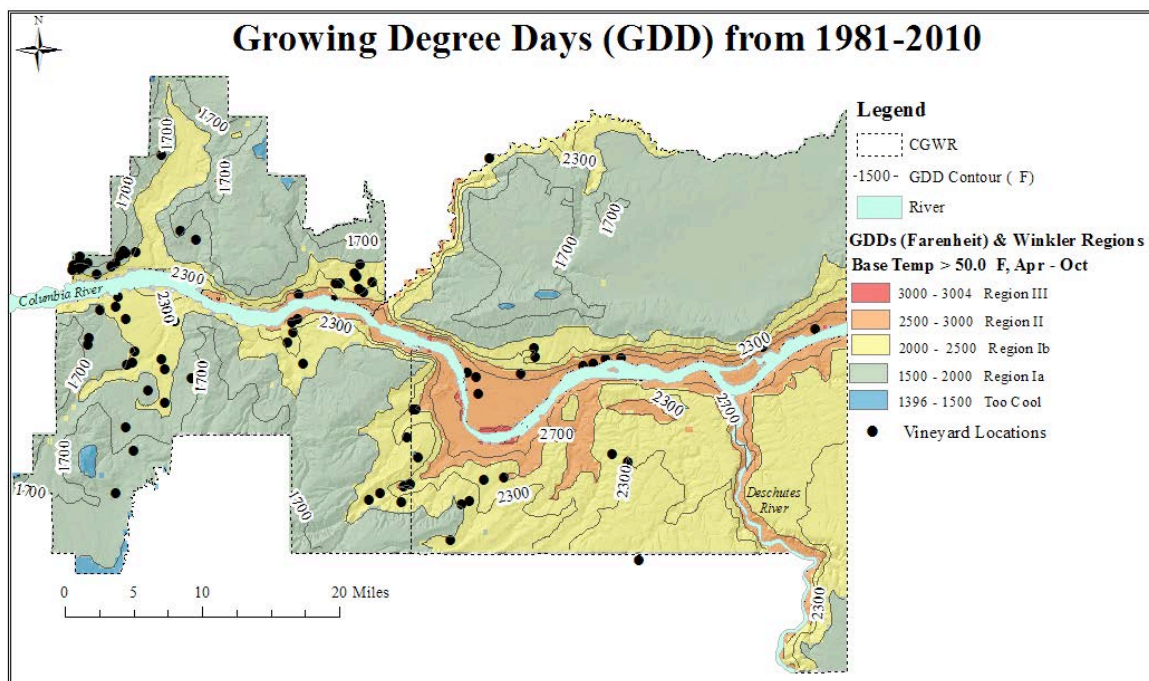 Growing Degree Days (GDD) from 1981-2010
N
Legend
CGWR
-1500- GDD Contour ( F)
River
GDDs (Farenheit) & Winkler Regions
Base Temp > 50.0 F, Apr - Oct
3000 - 3004 Region III
2500 - 3000 Region II
2000 - 2500 Region Ib
1500 - 2000 Region Ia
1396 - 1500 Too Cool
Vineyard Locations
1700
1700
1700
1700
1700
2300
1700
1700
2300
Columbia River
2300
2300
2300
1700
1700
2300
2700
2700
1700
1700
1700
2300
2300
Deschutes
River
2300
0 5 10 20 Miles